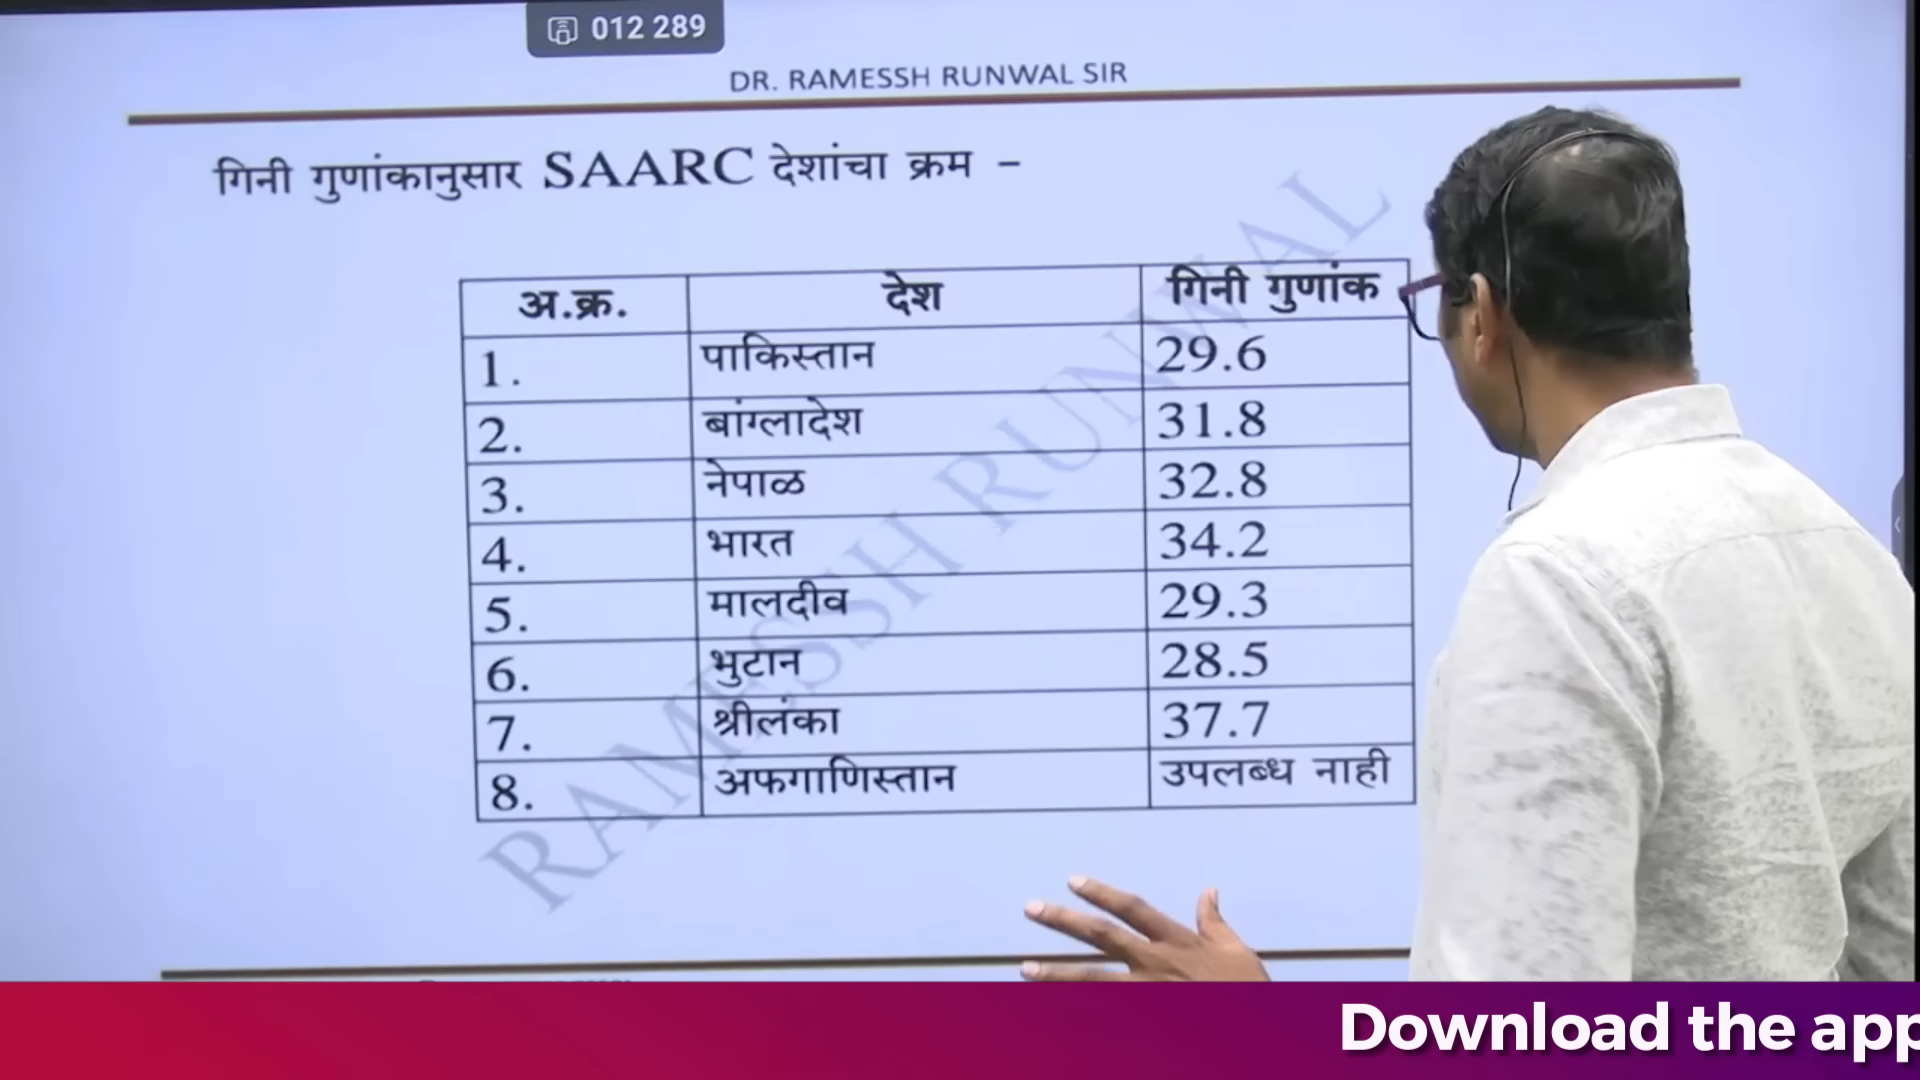 012 289
DR. RAMESSH RUNWAL SIR
गिनी गुणांकानुसार SAARC देशांचा क्रम –
अ.क्र. देश गिनी गुणांक
1. पाकिस्तान 29.6
2. बांग्लादेश 31.8
3. नेपाळ 32.8
4. भारत 34.2
5. मालदीव 29.3
6. भुटान 28.5
7. श्रीलंका 37.7
8. अफगाणिस्तान उपलब्ध नाही
RAMESSH RUNWAL
Download the app